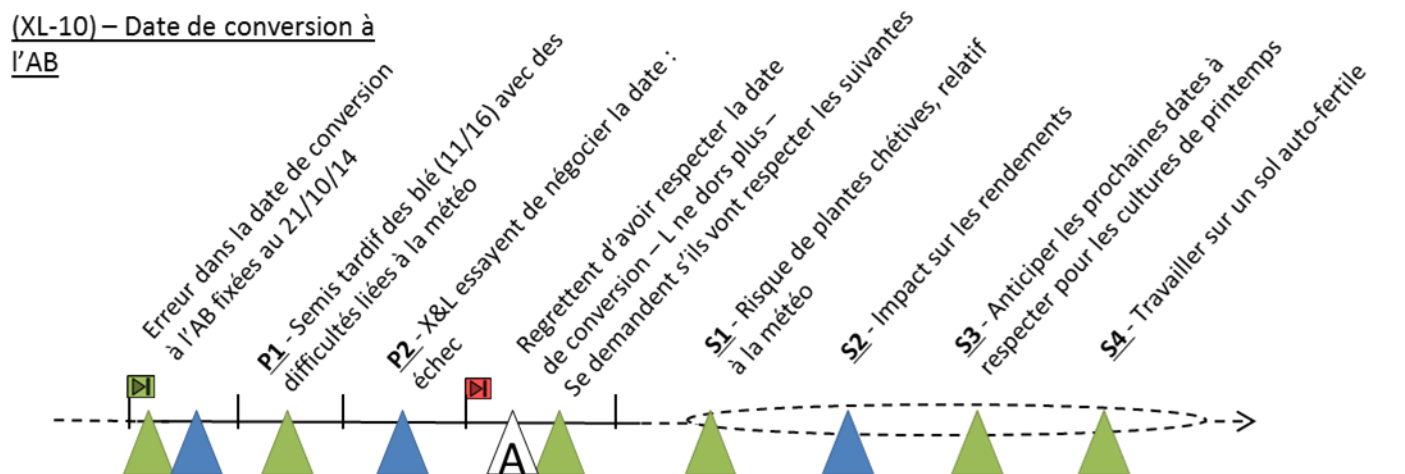 (XL-10) – Date de conversion à
l’AB
Erreur dans la date de conversion
à l’AB fixées au 21/10/14
P1 - Semis tardif des blé (11/16) avec des
difficultés liées à la météo
P2 - X&L essayent de négocier la date :
échec
Regrettent d’avoir respecter la date
de conversion – L ne dors plus –
Se demandent s’ils vont respecter les suivantes
S1 - Risque de plantes chétives, relatif
à la météo
S2 - Impact sur les rendements
S3 - Anticiper les prochaines dates à
respecter pour les cultures de printemps
S4 - Travailler sur un sol auto-fertile
A